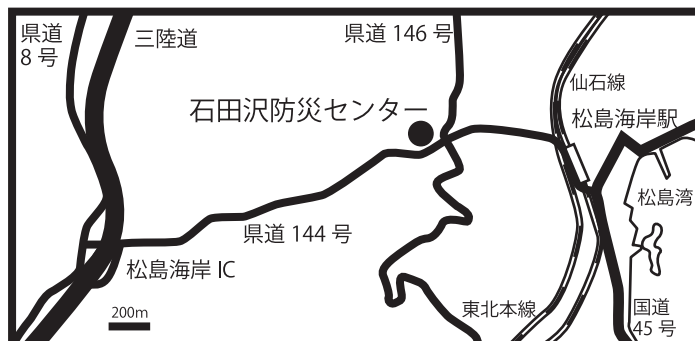 県道
8 号
三陸道
県道 146 号
仙石線
石田沢防災センター
松島海岸駅
松島湾
県道 144 号
松島海岸 IC
200m
東北本線
国道
45 号